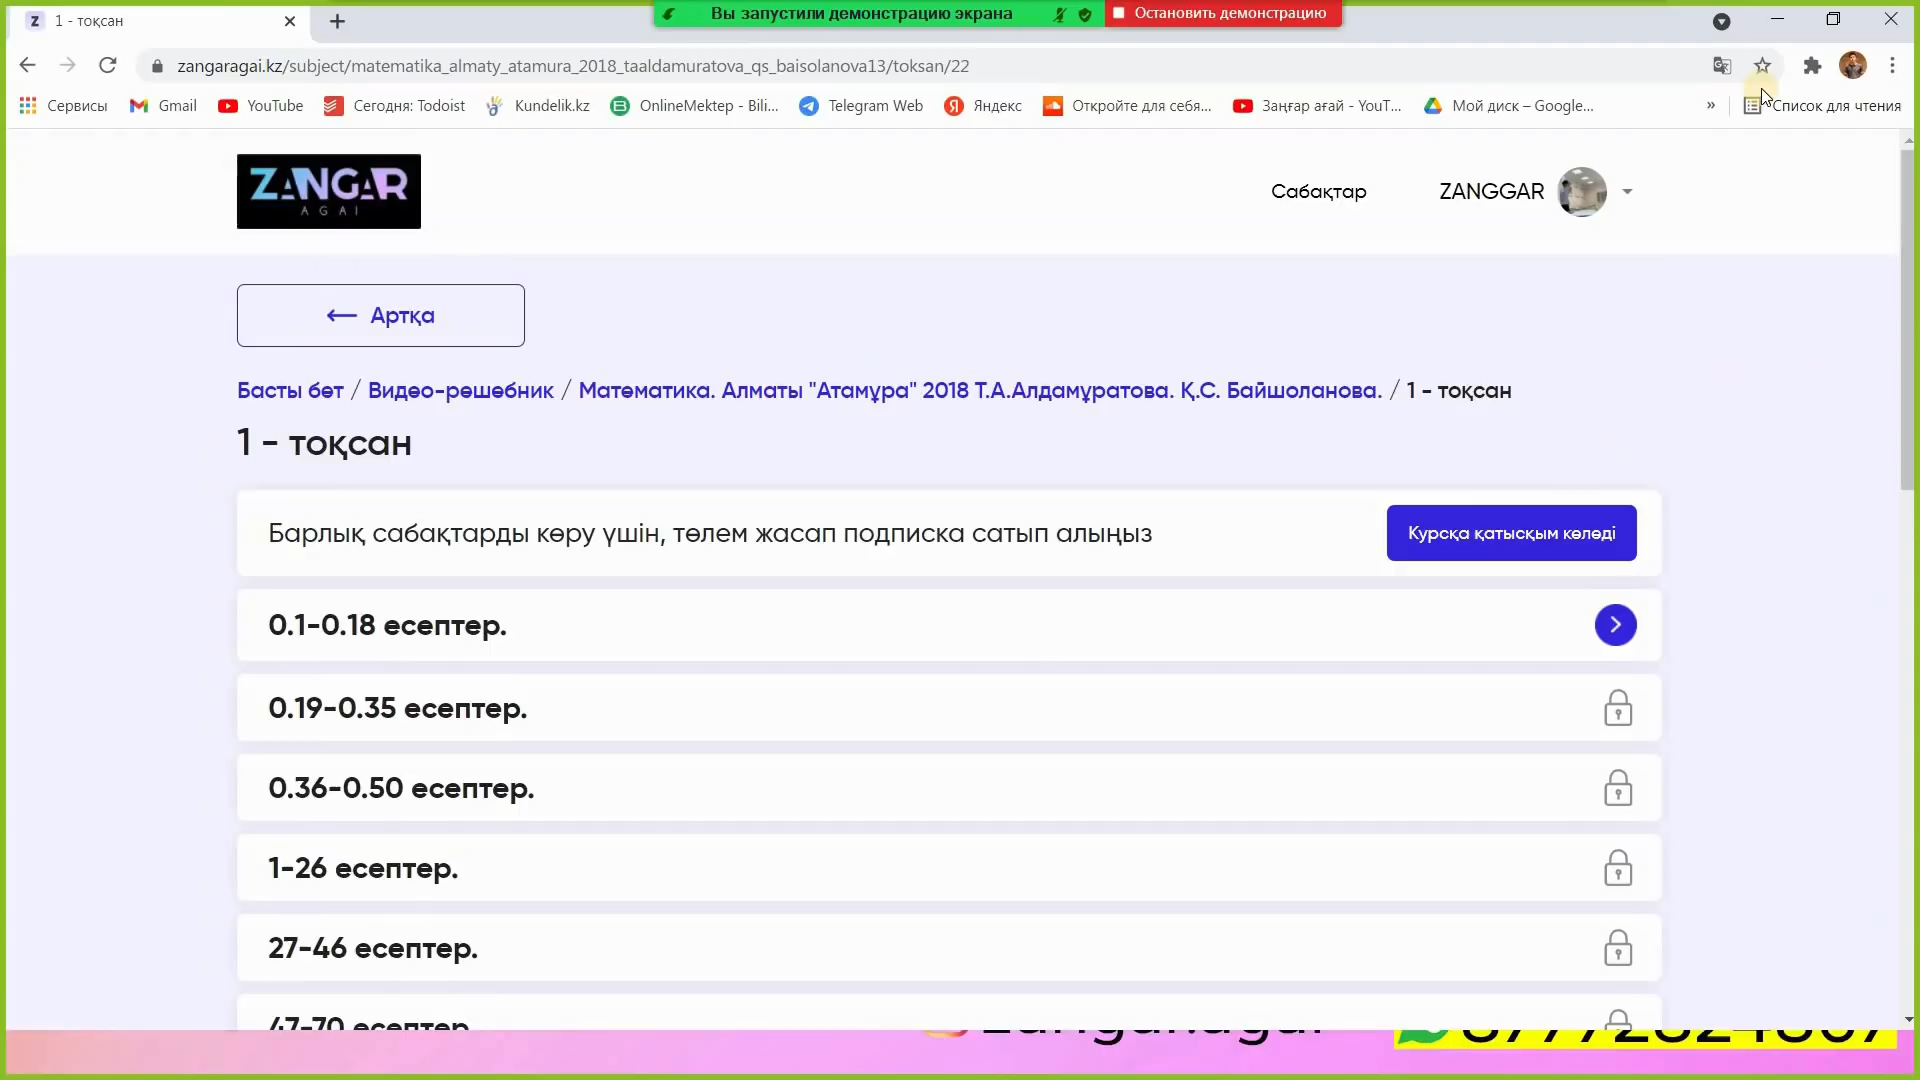 1 - тоқсан
Вы запустили демонстрацию экрана
Остановить демонстрацию
zangaragai.kz/subject/matematika_almaty_atamura_2018_taaldamuratova_qs_baisolanova13/toksan/22
Сервисы
Gmail
YouTube
Сегодня: Todoist
Kundelik.kz
OnlineMektep - Bili...
Telegram Web
Яндекс
Откройте для себя...
Заңғар ағай - YouT...
Мой диск – Google...
»
Список для чтения
ZANGAR
AGAI
Сабақтар
ZANGGAR
Артқа
Басты бет / Видео-решебник / Математика. Алматы "Атамұра" 2018 Т.А.Алдамұратова. Қ.С. Байшоланова. / 1 - тоқсан
1 - тоқсан
Барлық сабақтарды көру үшін, төлем жасап подписка сатып алыңыз
Курсқа қатысқым келеді
0.1-0.18 есептер.
0.19-0.35 есептер.
0.36-0.50 есептер.
1-26 есептер.
27-46 есептер.
47-70 есептер.